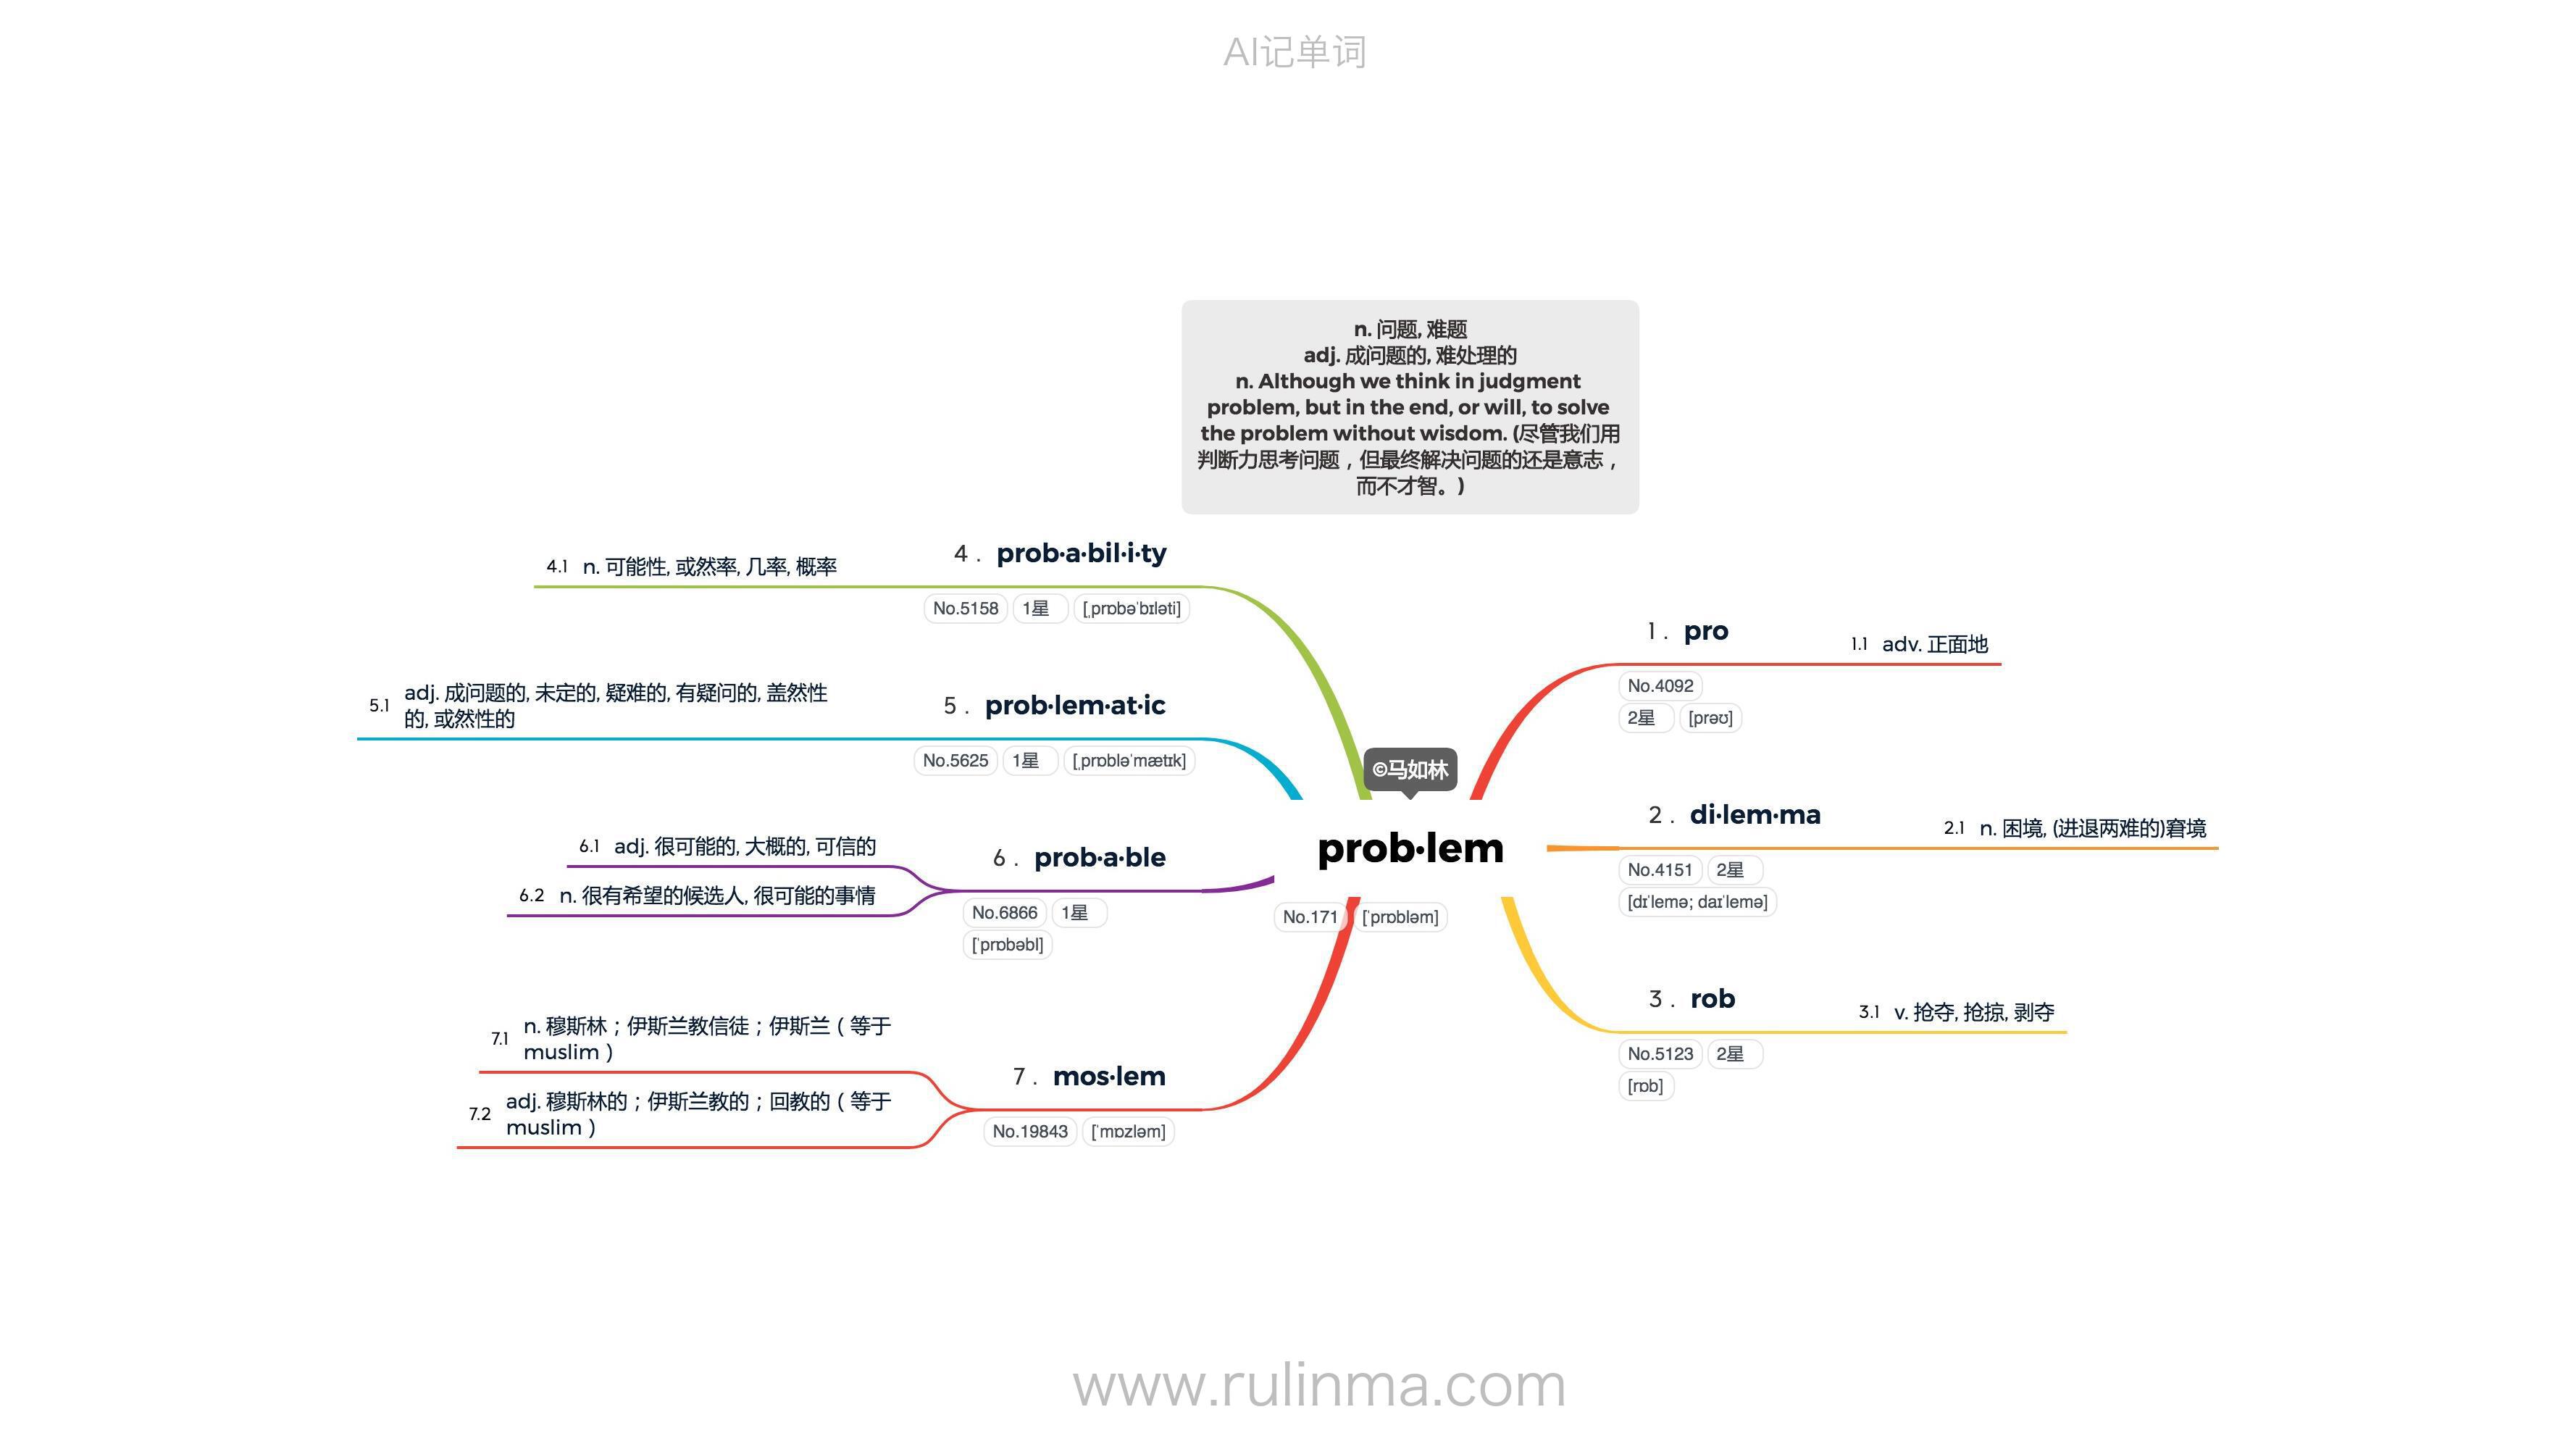 AI记单词
n. 问题, 难题
adj. 成问题的, 难处理的
n. Although we think in judgment
problem, but in the end, or will, to solve
the problem without wisdom. (尽管我们用
判断力思考问题，但最终解决问题的还是意志，
而不才智。)
©马如林
prob·lem
No.171 [ˈprɒbləm]
1. pro
1.1 adv. 正面地
No.4092
2星 [prəʊ]
2. di·lem·ma
2.1 n. 困境, (进退两难的)窘境
No.4151 2星
[dɪˈlemə; daɪˈlemə]
3. rob
3.1 v. 抢夺, 抢掠, 剥夺
No.5123 2星
[rɒb]
4. prob·a·bil·i·ty
4.1 n. 可能性, 或然率, 几率, 概率
No.5158 1星 [ˌprɒbəˈbɪləti]
5. prob·lem·at·ic
5.1 adj. 成问题的, 未定的, 疑难的, 有疑问的, 盖然性
的, 或然性的
No.5625 1星 [ˌprɒbləˈmætɪk]
6. prob·a·ble
6.1 adj. 很可能的, 大概的, 可信的
6.2 n. 很有希望的候选人, 很可能的事情
No.6866 1星
[ˈprɒbəbl]
7. mos·lem
7.1 n. 穆斯林；伊斯兰教信徒；伊斯兰（等于
muslim）
7.2 adj. 穆斯林的；伊斯兰教的；回教的（等于
muslim）
No.19843 [ˈmɒzləm]
www.rulinma.com